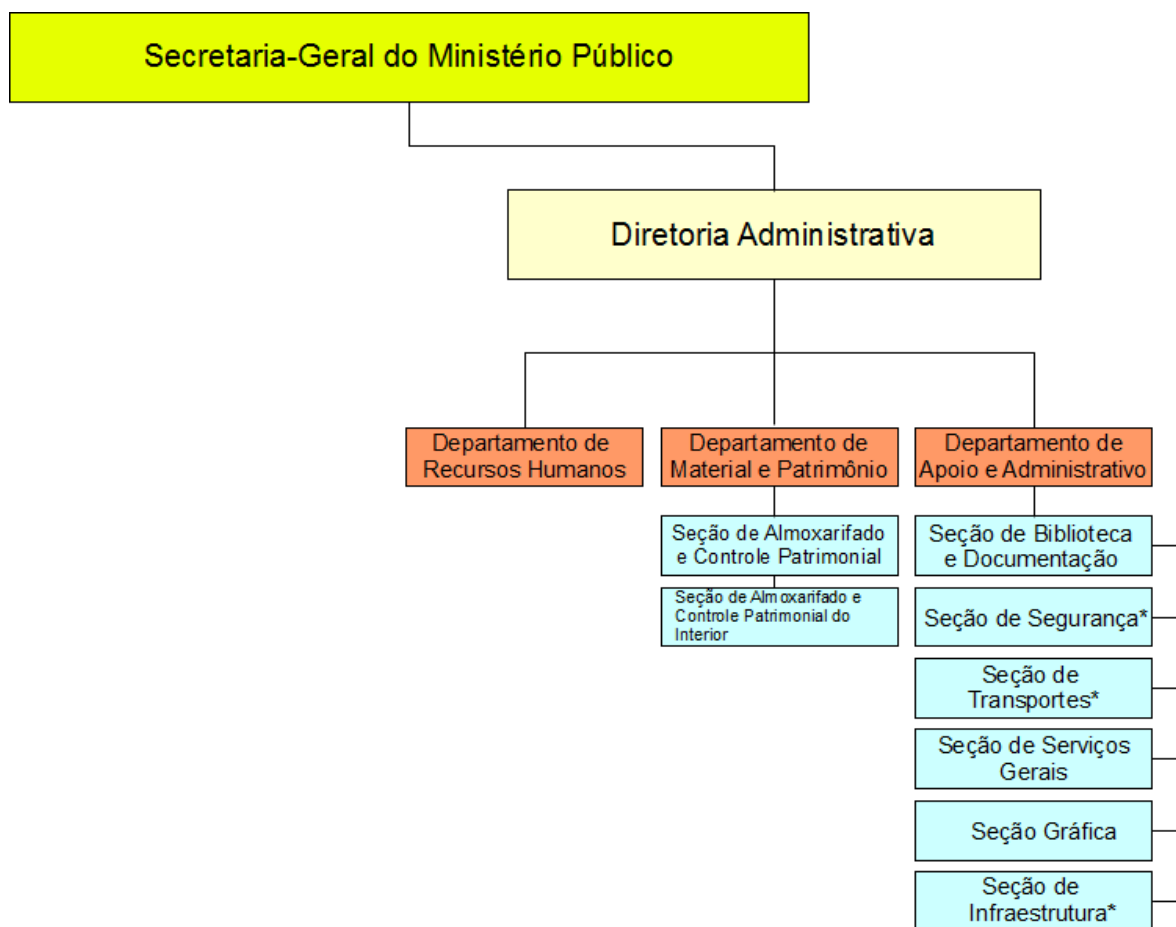 Secretaria-Geral do Ministério Público
Diretoria Administrativa
Departamento de
Recursos Humanos
Departamento de
Material e Patrimônio
Departamento de
Apoio e Administrativo
Seção de Almoxarifado
e Controle Patrimonial
Seção de Almoxarifado e
Controle Patrimonial do
Interior
Seção de Biblioteca
e Documentação
Seção de Segurança*
Seção de
Transportes*
Seção de Serviços
Gerais
Seção Gráfica
Seção de
Infraestrutura*